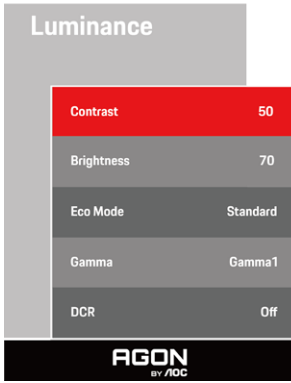 Luminance
Contrast 50
Brightness 70
Eco Mode Standard
Gamma Gamma1
DCR Off
AGON
BY AOC